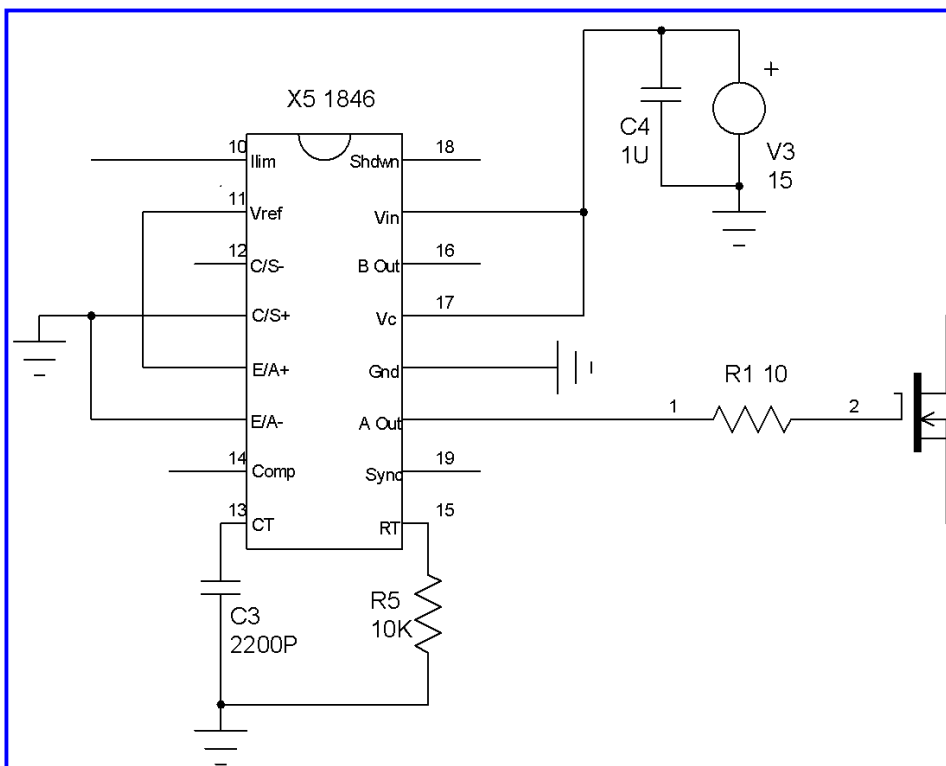 X5 1846
10 Ilim
Shdwn 18
11 Vref
Vin
12 C/S-
B Out 16
C/S+
Vc 17
E/A+
Gnd
E/A-
A Out
14 Comp
Sync 19
13 CT
RT 15
C4
1U
+
V3
15
1
R1 10
2
C3
2200P
R5
10K